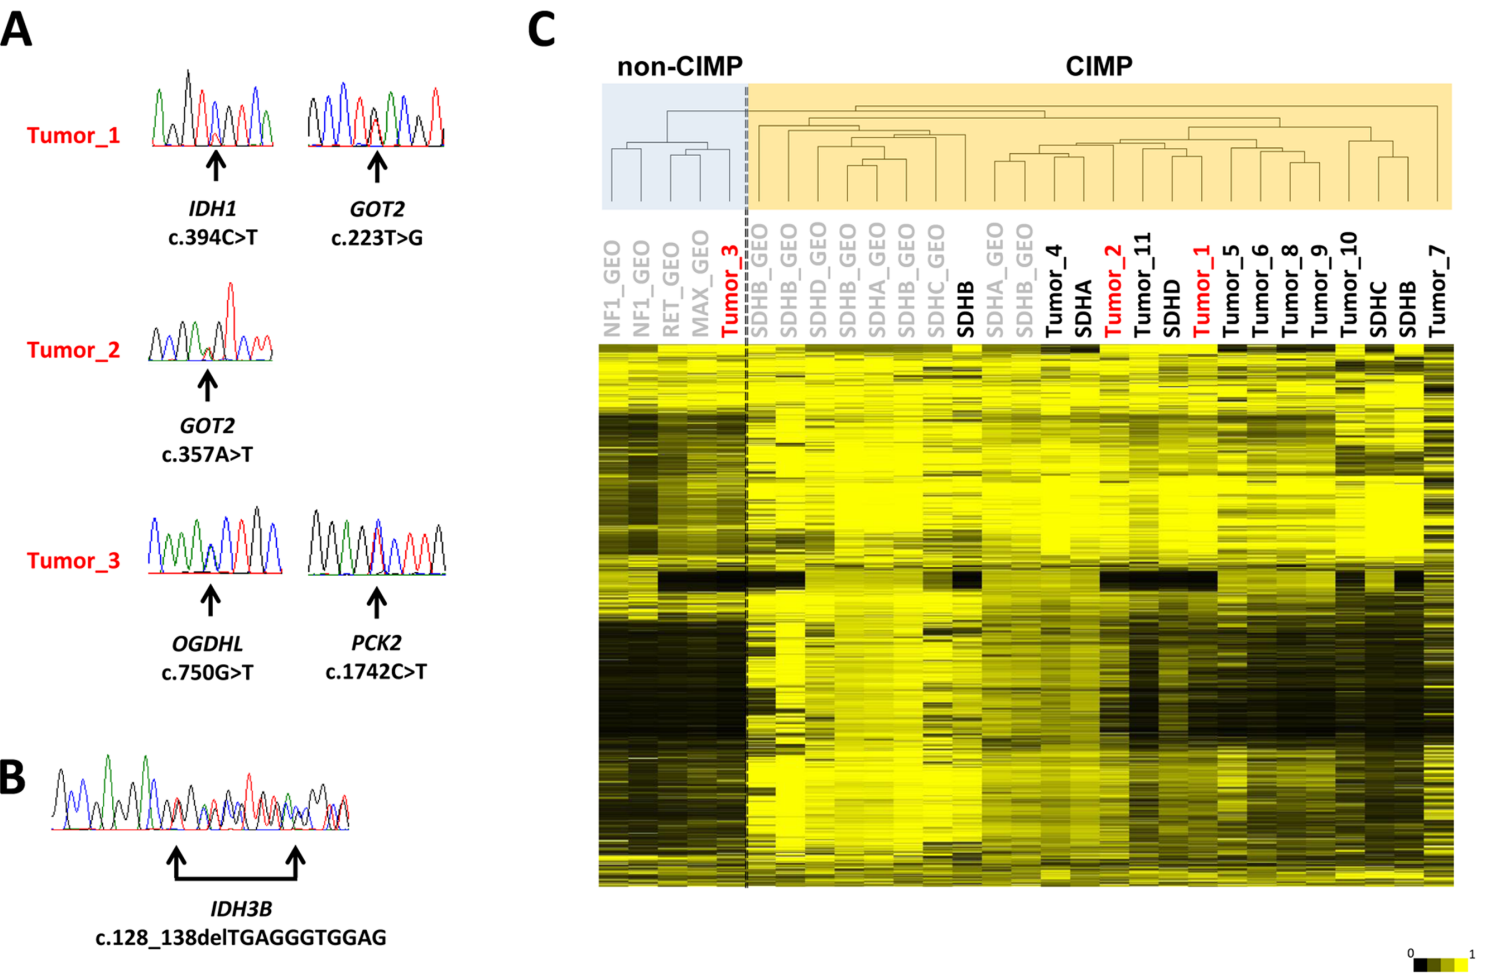 A
Tumor_1
IDH1
c.394C>T
GOT2
c.223T>G
Tumor_2
GOT2
c.357A>T
Tumor_3
OGDHL
c.750G>T
PCK2
c.1742C>T
B
IDH3B
c.128_138delTGAGGGTGGAG
C
non-CIMP
CIMP
NF1_GEO
NF1_GEO
RET_GEO
MAX_GEO
Tumor_3
SDHB_GEO
SDHB_GEO
SDHD_GEO
SDHB_GEO
SDHA_GEO
SDHB_GEO
SDHC_GEO
SDHB
SDHA_GEO
SDHB_GEO
Tumor_4
SDHA
Tumor_2
Tumor_11
SDHD
Tumor_1
Tumor_5
Tumor_6
Tumor_8
Tumor_9
Tumor_10
SDHC
SDHB
Tumor_7
0
1